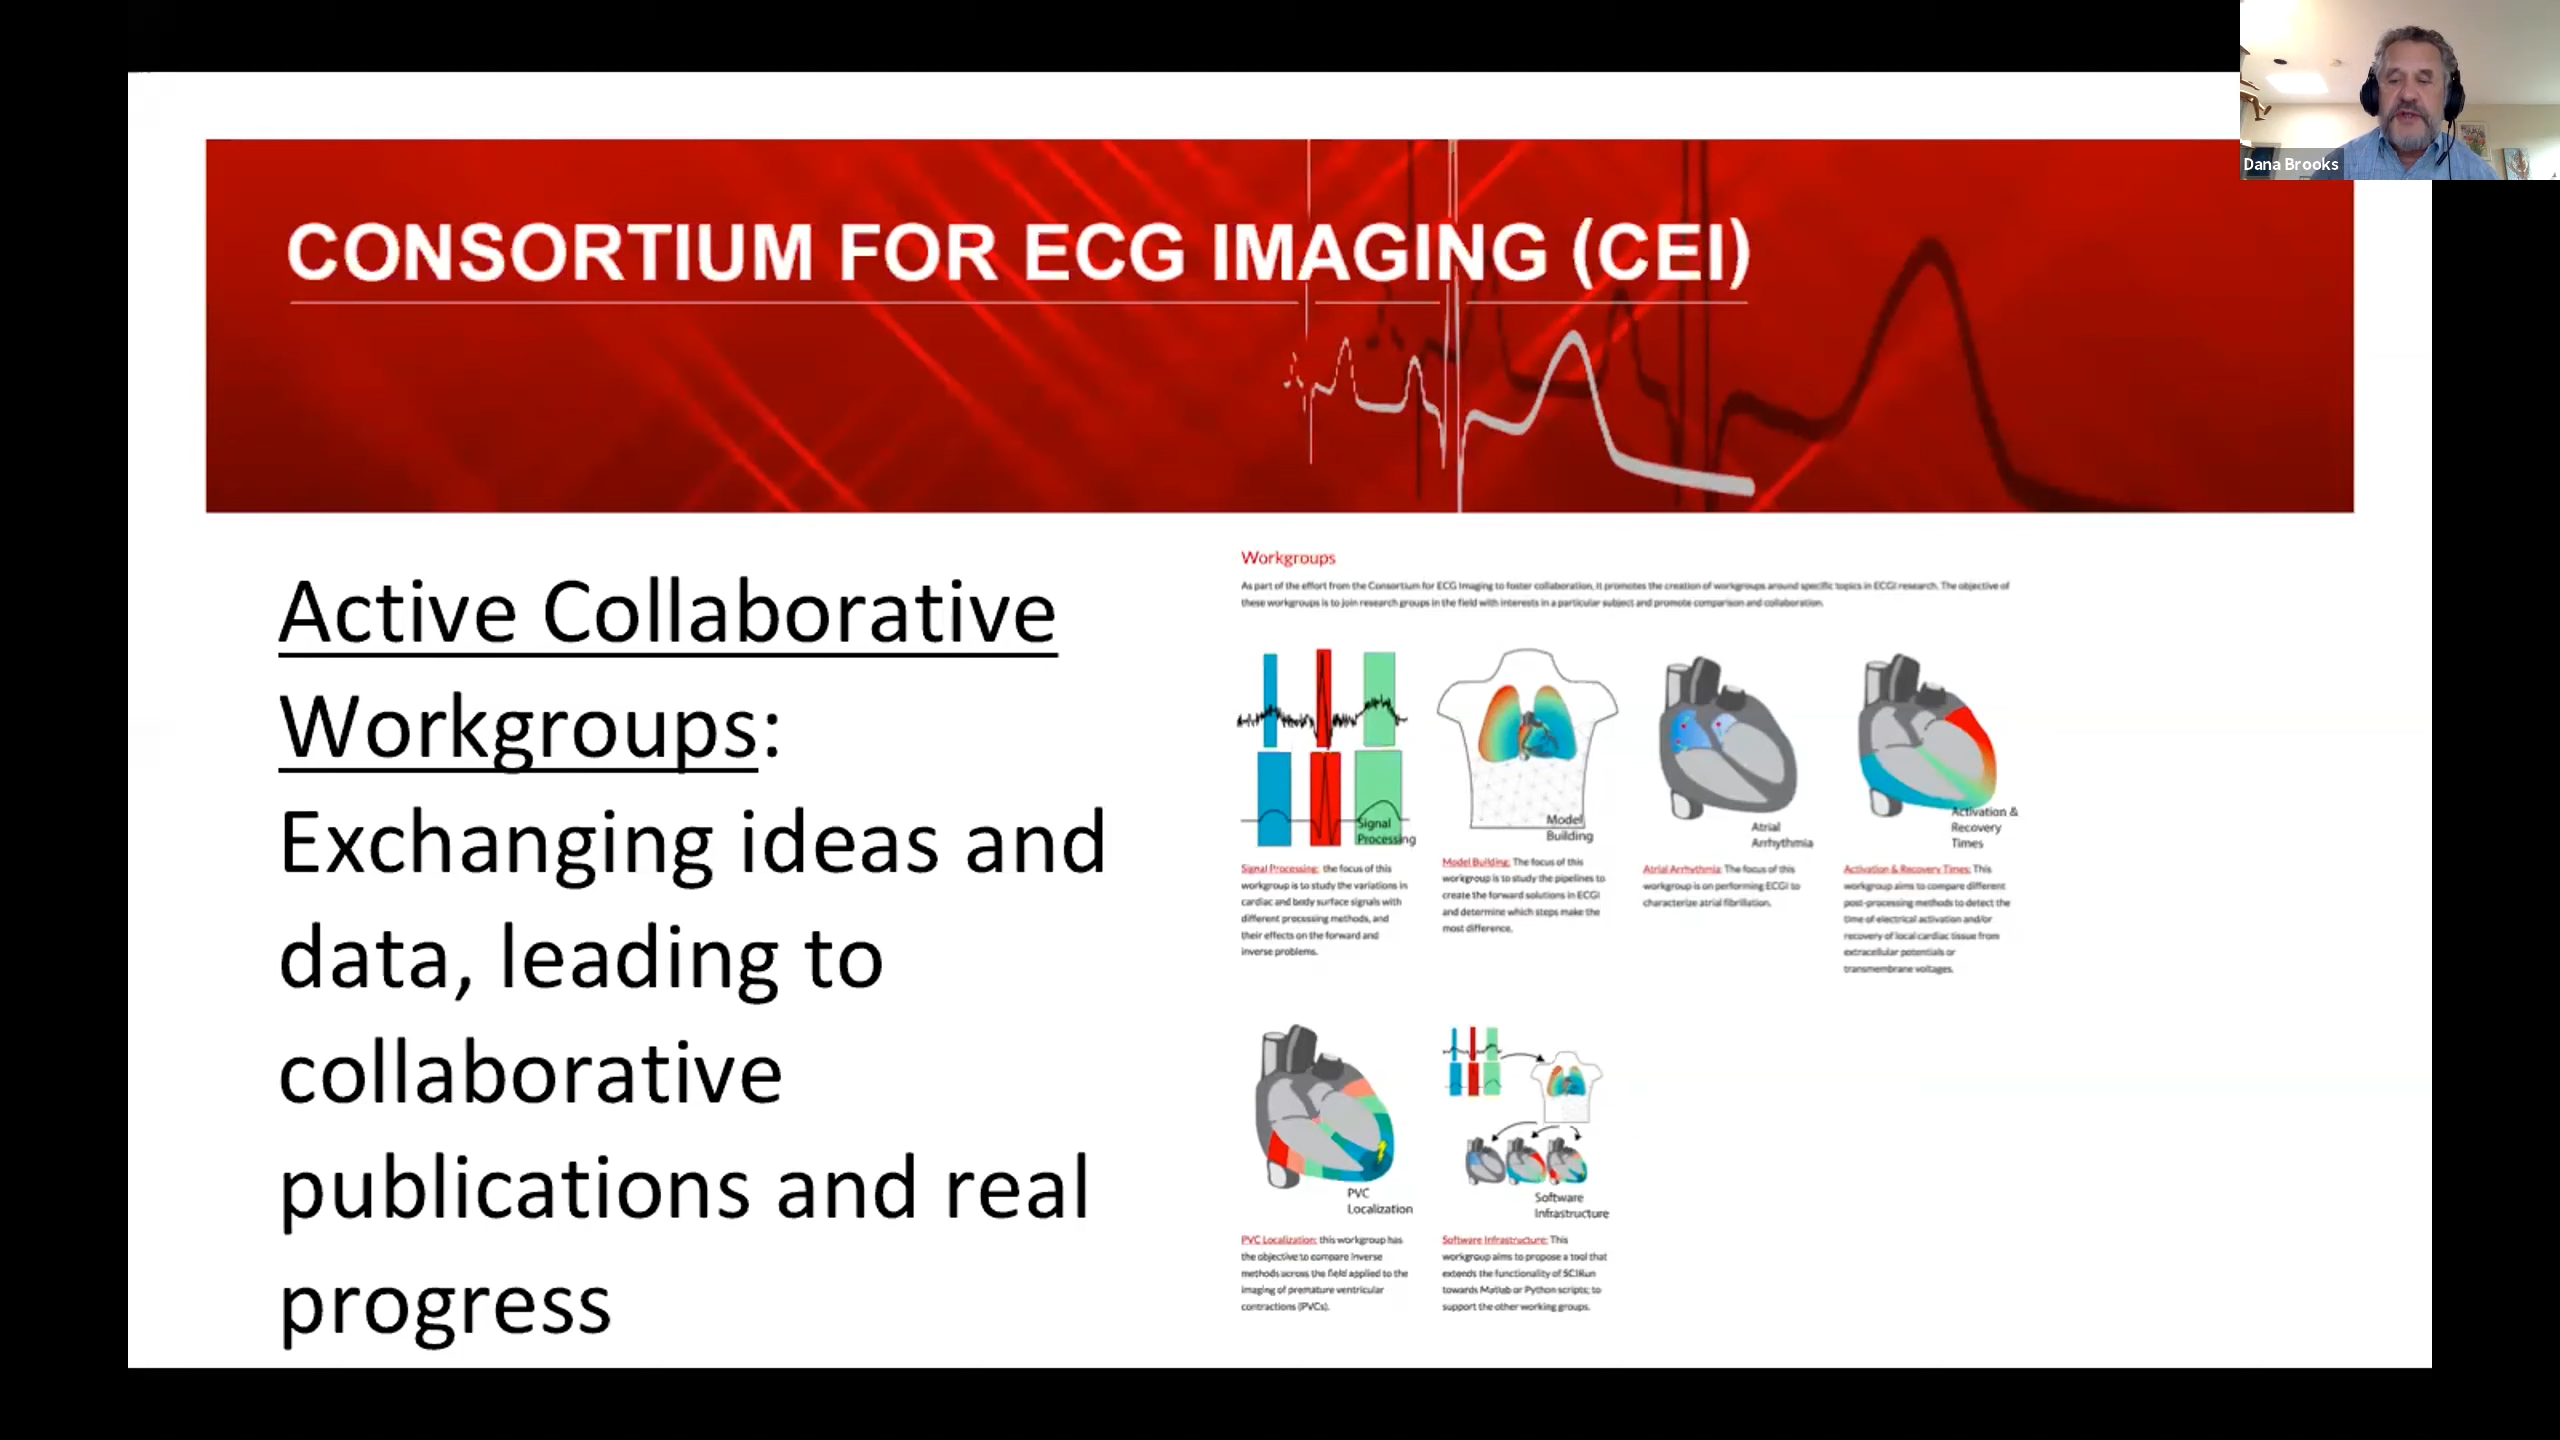 Dana Brooks
CONSORTIUM FOR ECG IMAGING (CEI)
Active Collaborative
Workgroups:
Exchanging ideas and
data, leading to
collaborative
publications and real
progress
Workgroups
As part of the effort from the Consortium for ECG Imaging to foster collaboration, it promotes the creation of workgroups around specific topics in ECGI research. The objective of
these workgroups is to join research groups in the field with interests in a particular subject and promote comparison and collaboration.
Signal
Processing
Signal Processing: the focus of this
workgroup is to study the variations in
cardiac and body surface signals with
different processing methods, and
their effects on the forward and
inverse problems.
Model
Building
Model Building: The focus of this
workgroup is to study the pipelines to
create the forward solutions in ECGI
and determine which steps make the
most difference.
Atrial
Arrhythmia
Atrial Arrhythmia: The focus of this
workgroup is on performing ECGI to
characterize atrial fibrillation.
Activation &
Recovery
Times
Activation & Recovery Times: This
workgroup aims to compare different
post-processing methods to detect the
time of electrical activation and/or
recovery of local cardiac tissue from
extracellular potentials or
transmembrane voltages.
PVC
Localization
PVC Localization: this workgroup has
the objective to compare inverse
methods across the field applied to the
imaging of premature ventricular
contractions (PVCs).
Software
Infrastructure
Software Infrastructure: This
workgroup aims to propose a tool that
extends the functionality of SCIRun
towards Matlab or Python scripts; to
support the other working groups.